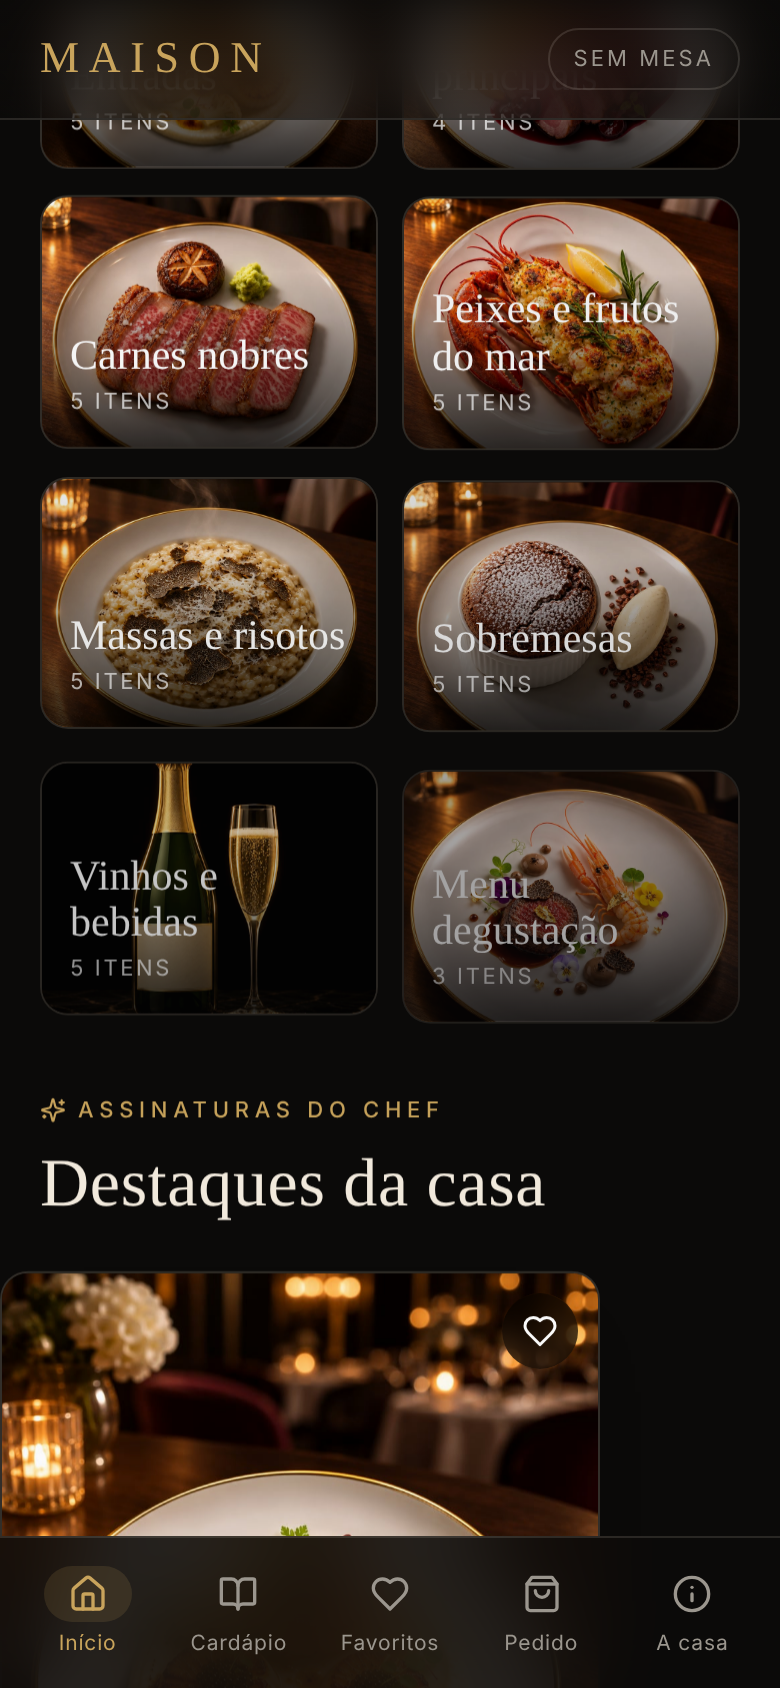 MAISON
SEM MESA
Entradas
principais
5 ITENS
4 ITENS
Carnes nobres
5 ITENS
Peixes e frutos
do mar
5 ITENS
Massas e risotos
5 ITENS
Sobremesas
5 ITENS
Vinhos e
bebidas
5 ITENS
Menu
degustação
3 ITENS
ASSINATURAS DO CHEF
Destaques da casa
Início
Cardápio
Favoritos
Pedido
A casa